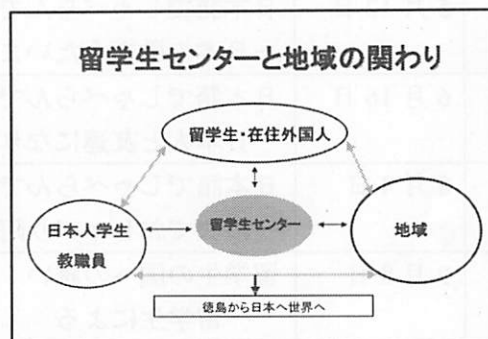 留学生センターと地域の関わり
留学生・在住外国人
日本人学生
教職員
留学生センター
地域
徳島から日本へ世界へ